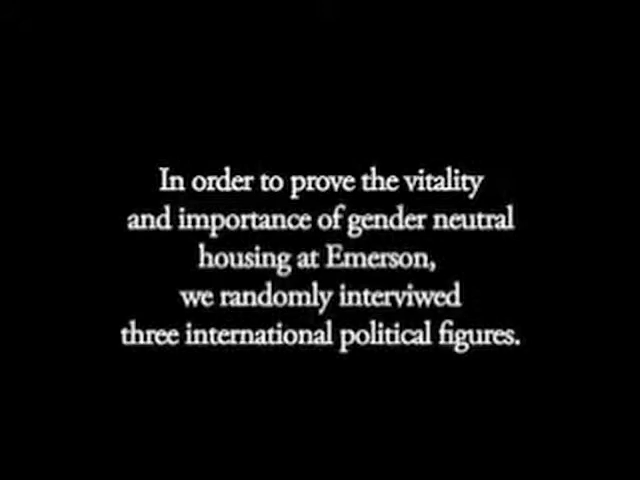 In order to prove the vitality
and importance of gender neutral
housing at Emerson,
we randomly interviwed
three international political figures.